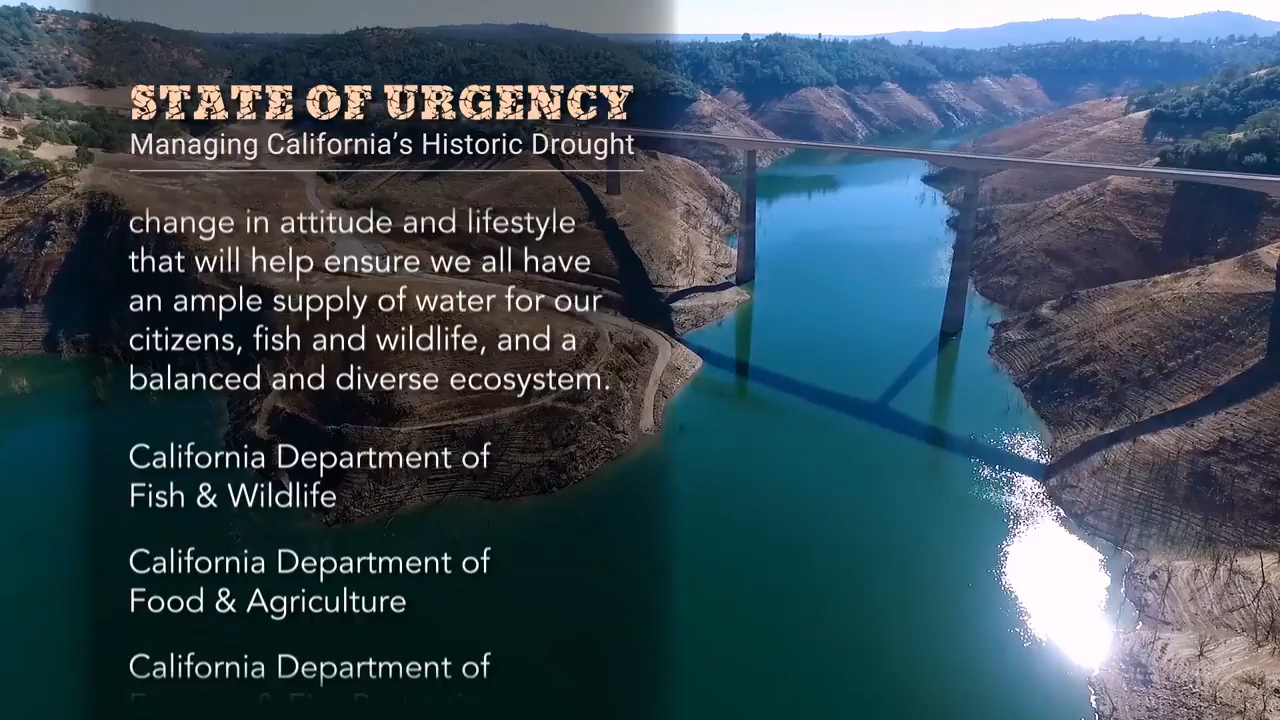 STATE OF URGENCY
Managing California's Historic Drought
change in attitude and lifestyle
that will help ensure we all have
an ample supply of water for our
citizens, fish and wildlife, and a
balanced and diverse ecosystem.
California Department of
Fish & Wildlife
California Department of
Food & Agriculture
California Department of